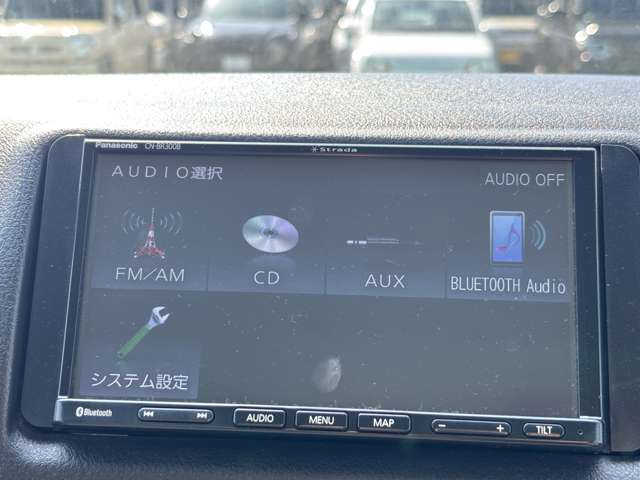 Panasonic CN-BR300B
Strada
AUDIO選択
AUDIO OFF
FM/AM
CD
AUX
BLUETOOTH Audio
システム設定
Bluetooth
AUDIO
MENU
MAP
- +
TILT